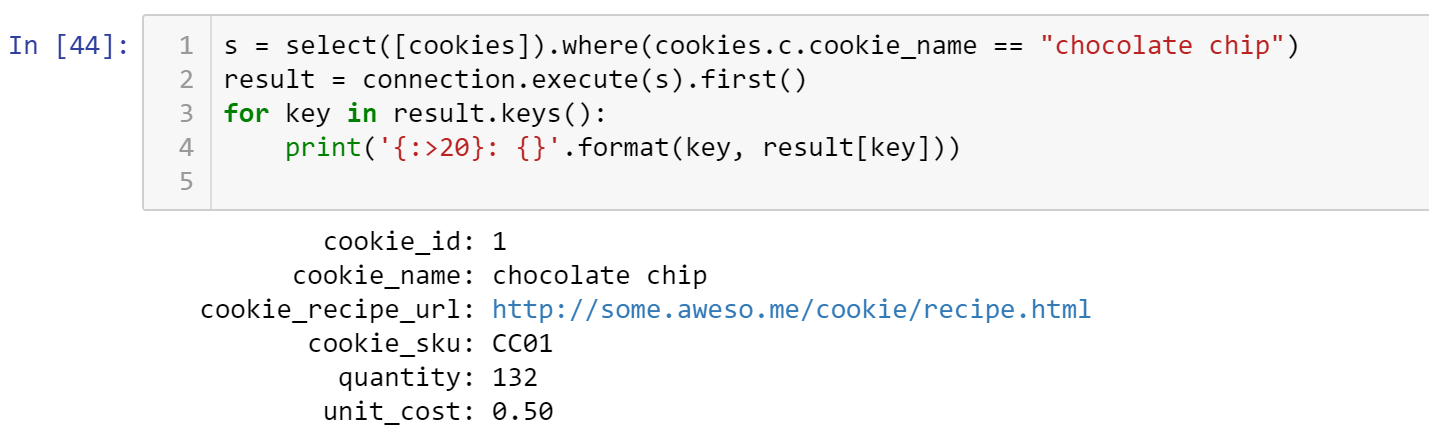 In [44]:
1 s = select([cookies]).where(cookies.c.cookie_name == "chocolate chip")
2 result = connection.execute(s).first()
3 for key in result.keys():
4     print('{:>20}: {}'.format(key, result[key]))
5
        cookie_id: 1
      cookie_name: chocolate chip
cookie_recipe_url: http://some.aweso.me/cookie/recipe.html
       cookie_sku: CC01
         quantity: 132
        unit_cost: 0.50